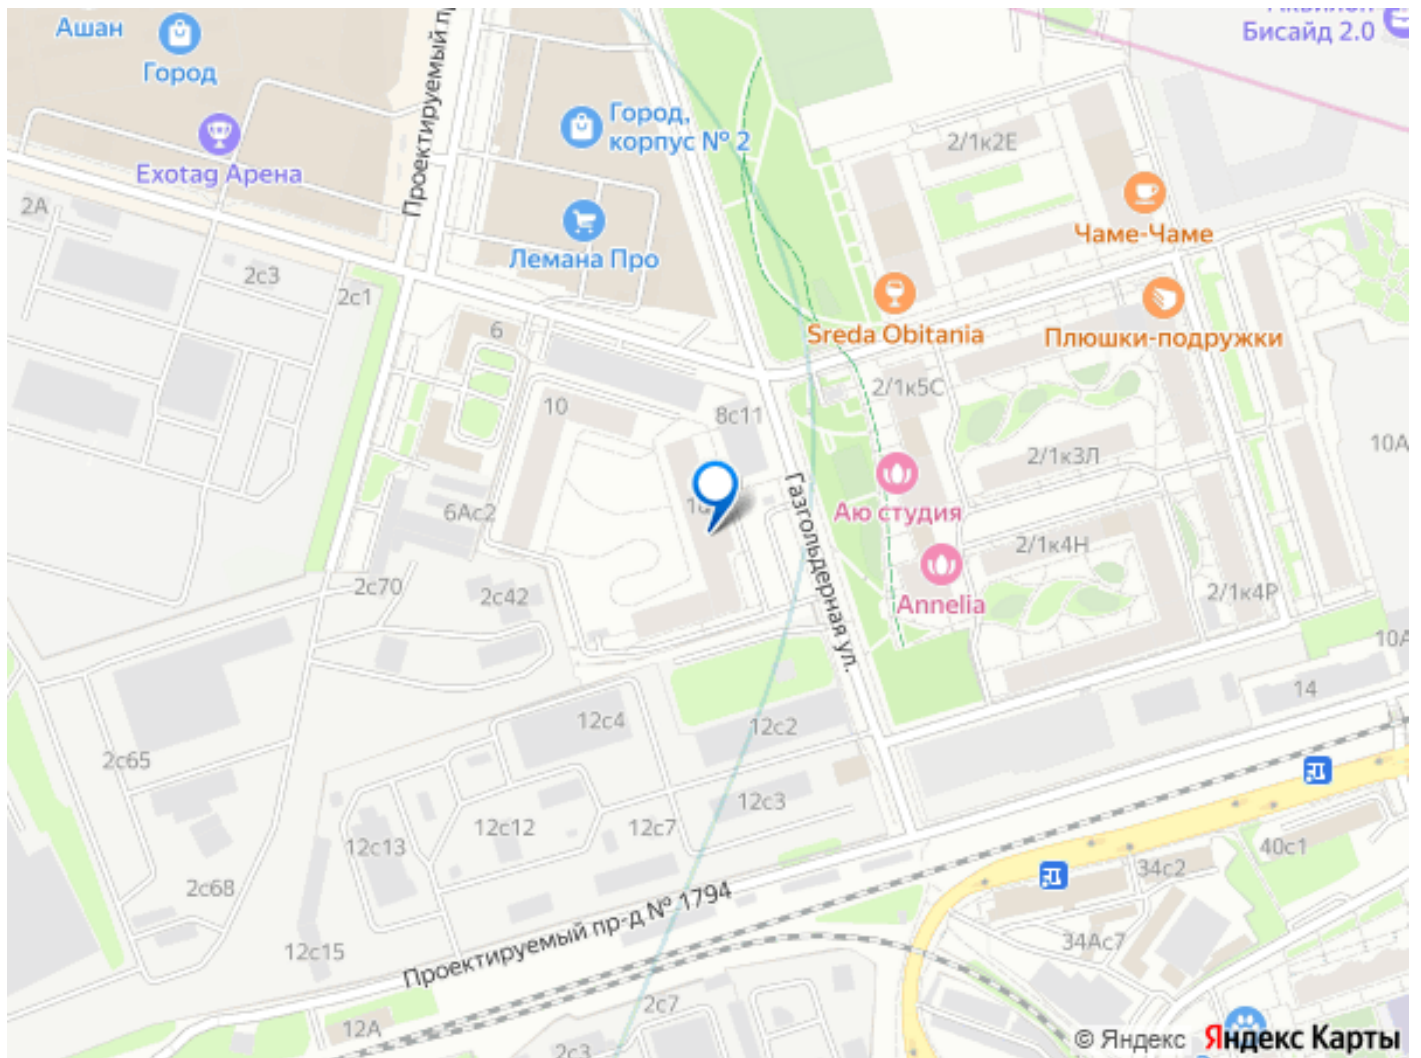 Ашан
Город
Проектируемый
Город,
корпус № 2
Бисайд 2.0
Exotag Арена
2/1к2Е
2А
Лемана Про
Чаме-Чаме
2с3
2с1
Sreda Obitania
Плюшки-подружки
6
2/1к5С
10
8с11
2/1к3Л
10А
6Ас2
Аю студия
Газгольдерная ул.
2/1к4Н
2с70
2с42
Annelia
2/1к4Р
10А
14
12с4
12с2
2с65
12с3
12с12
12с7
12с13
40с1
34с2
2с68
Проектируемый пр-д № 1794
34Ас7
12с15
2с7
12А
2с3
© Яндекс Яндекс Карты